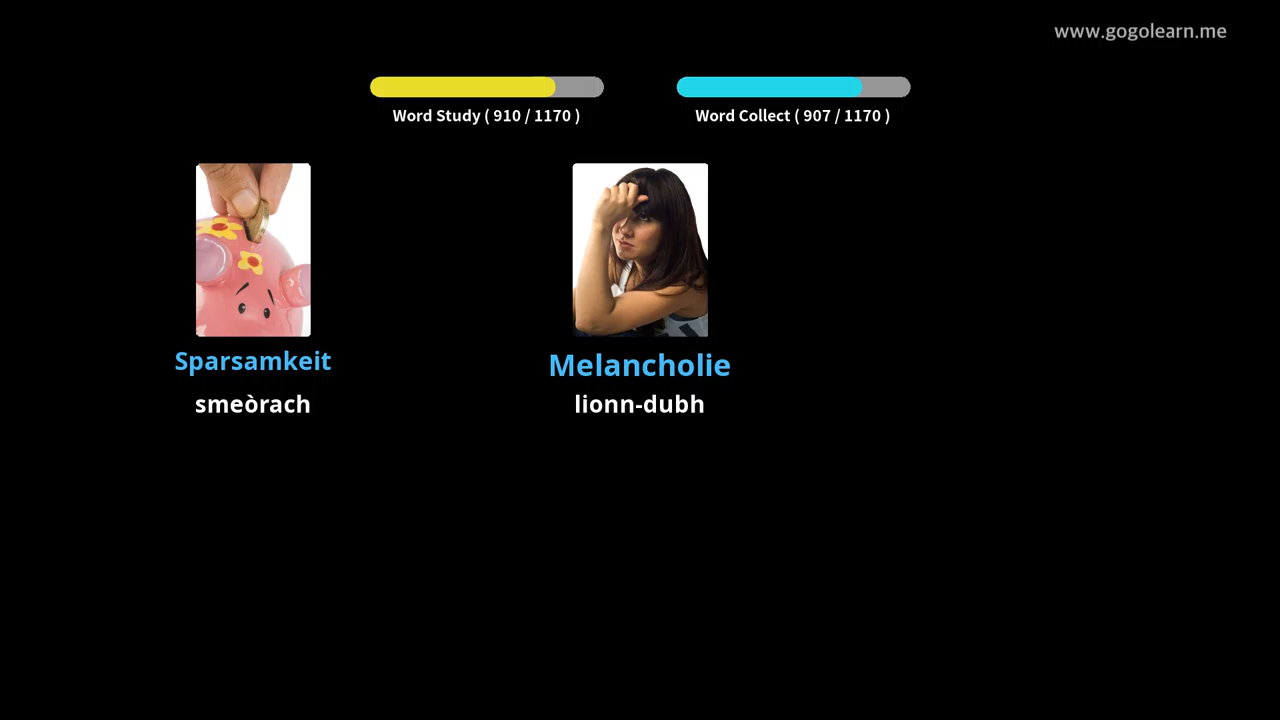 www.gogolearn.me
Word Study ( 910 / 1170 )
Word Collect ( 907 / 1170 )
Sparsamkeit
smeòrach
Melancholie
lionn-dubh